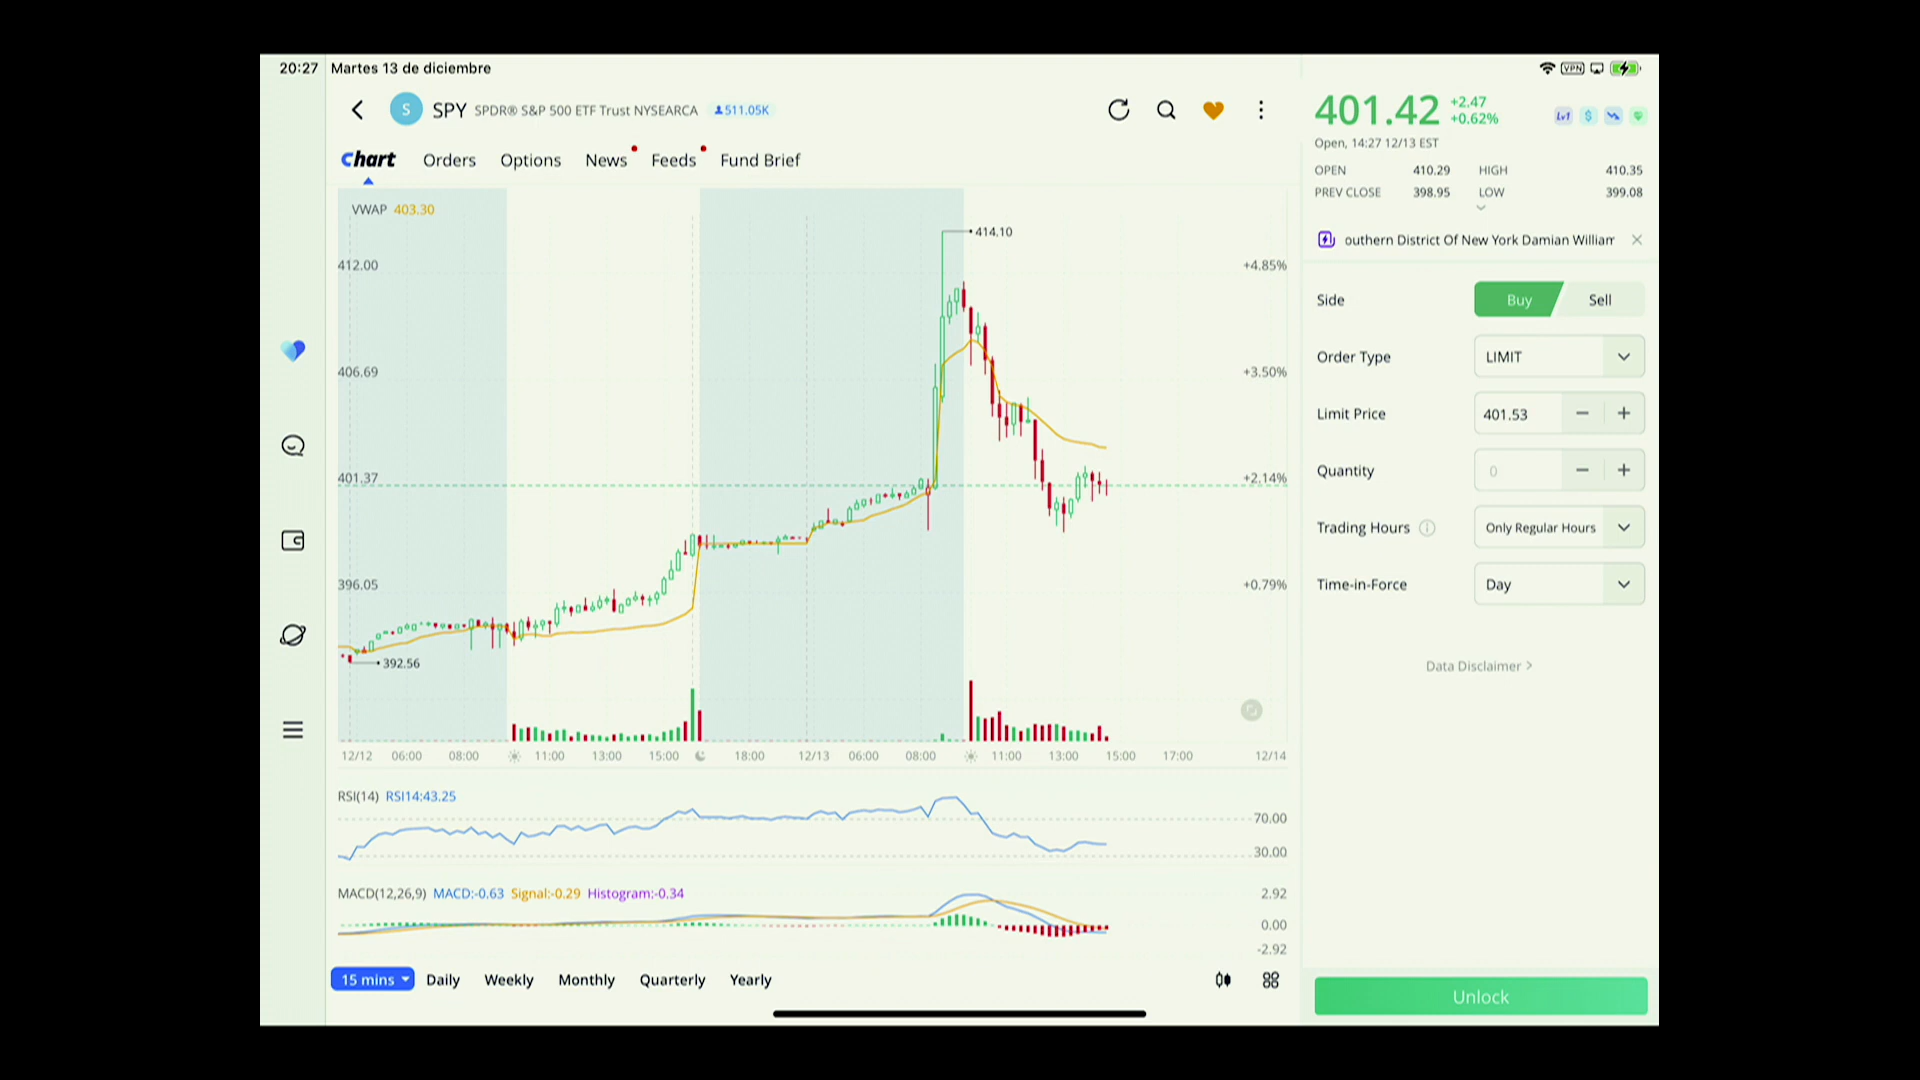 20:27 Martes 13 de diciembre
VPN
S SPY SPDR® S&P 500 ETF Trust NYSEARCA 511.05K
Chart Orders Options News Feeds Fund Brief
401.42 +2.47
+0.62%
Lv1
Open, 14:27 12/13 EST
OPEN 410.29 HIGH 410.35
PREV CLOSE 398.95 LOW 399.08
outhern District Of New York Damian William
VWAP 403.30
414.10
412.00 +4.85%
406.69 +3.50%
401.37 +2.14%
396.05 +0.79%
392.56
12/12 06:00 08:00 11:00 13:00 15:00 18:00 12/13 06:00 08:00 11:00 13:00 15:00 17:00 12/14
RSI(14) RSI14:43.25
70.00
30.00
MACD(12,26,9) MACD:-0.63 Signal:-0.29 Histogram:-0.34
2.92
0.00
-2.92
15 mins Daily Weekly Monthly Quarterly Yearly
Side Buy Sell
Order Type LIMIT
Limit Price 401.53 − +
Quantity 0 − +
Trading Hours Only Regular Hours
Time-in-Force Day
Data Disclaimer >
Unlock